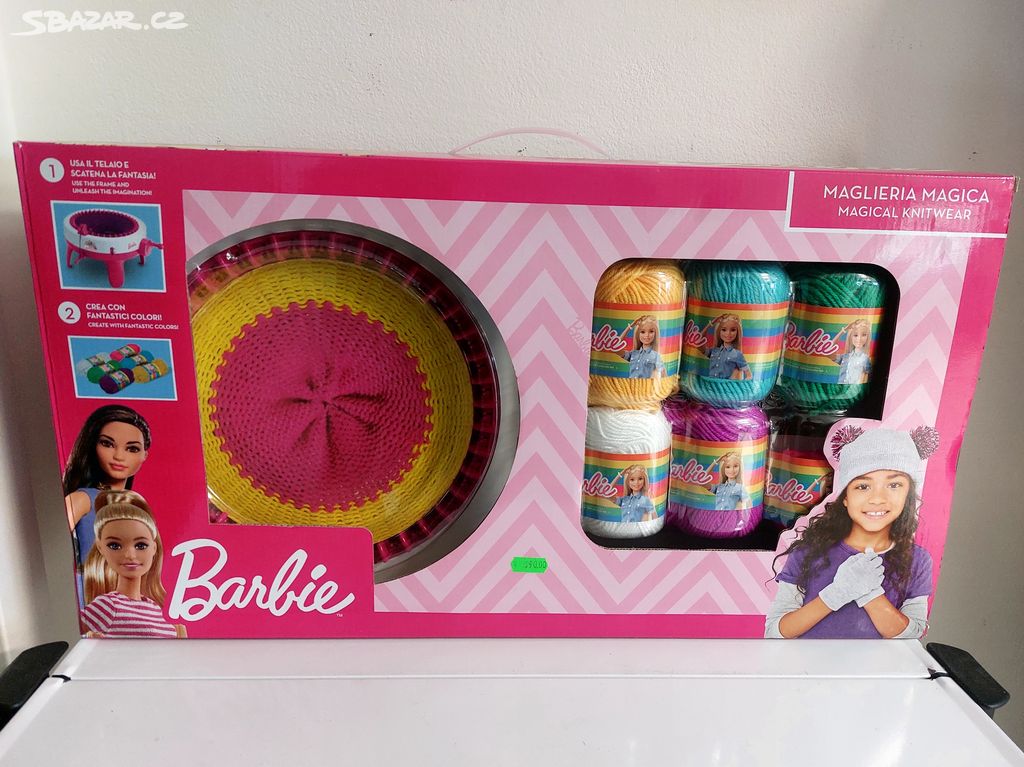 SBAZAR.CZ
1
USA IL TELAIO E
SCATENA LA FANTASIA!
USE THE FRAME AND
UNLEASH THE IMAGINATION!
2
CREA CON
FANTASTICI COLORI!
CREATE WITH FANTASTIC COLORS!
MAGLIERIA MAGICA
MAGICAL KNITWEAR
Barbie
Barbie
Barbie
Barbie
Barbie
Barbie
Barbie